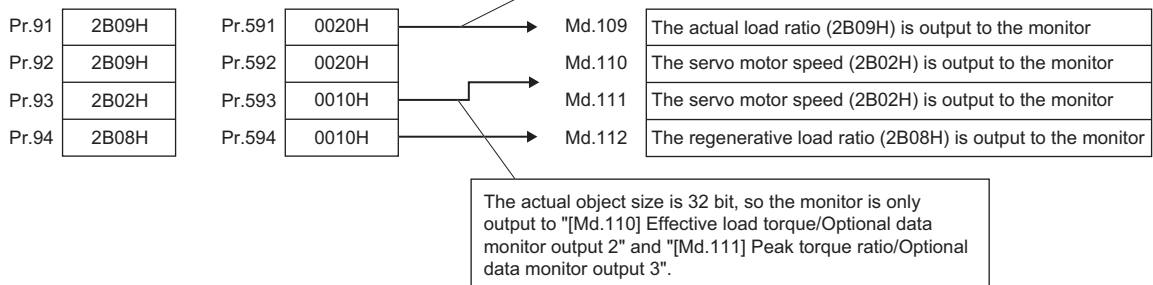 Pr.91 2B09H Pr.591 0020H Md.109 The actual load ratio (2B09H) is output to the monitor
Pr.92 2B09H Pr.592 0020H Md.110 The servo motor speed (2B02H) is output to the monitor
Pr.93 2B02H Pr.593 0010H Md.111 The servo motor speed (2B02H) is output to the monitor
Pr.94 2B08H Pr.594 0010H Md.112 The regenerative load ratio (2B08H) is output to the monitor
The actual object size is 32 bit, so the monitor is only
output to "[Md.110] Effective load torque/Optional data
monitor output 2" and "[Md.111] Peak torque ratio/Optional
data monitor output 3".